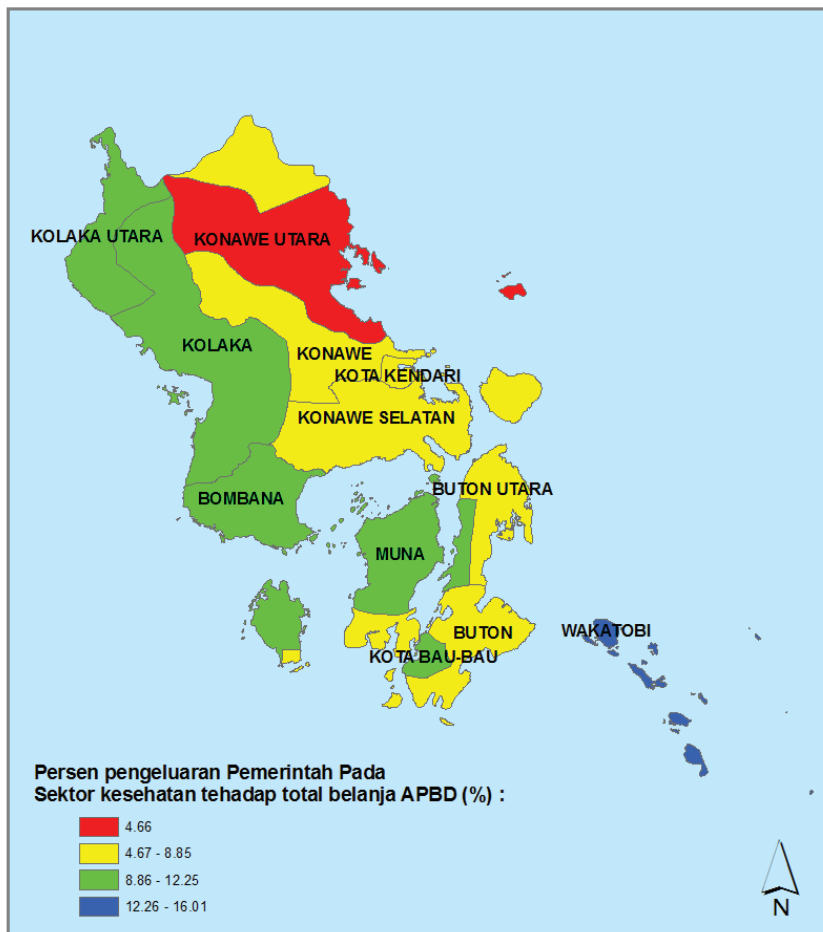 KOLAKA UTARA
KONAWE UTARA
KOLAKA
KONAWE
KOTA KENDARI
KONAWE SELATAN
BOMBANA
BUTON UTARA
MUNA
BUTON
WAKATOBI
KOTA BAU-BAU
Persen pengeluaran Pemerintah Pada
Sektor kesehatan tehadap total belanja APBD (%) :
4.66
4.67 - 8.85
8.86 - 12.25
12.26 - 16.01
N